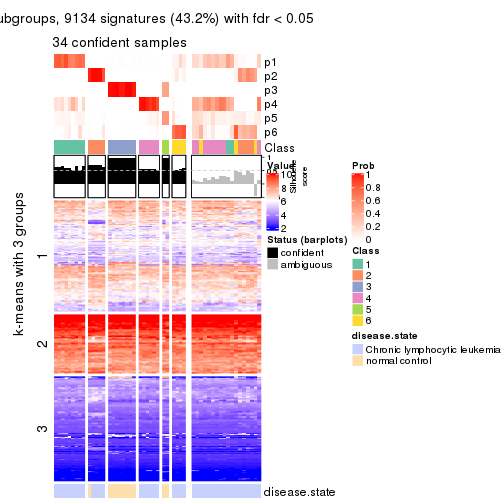 ubgroups, 9134 signatures (43.2%) with fdr < 0.05
34 confident samples
p1
p2
p3
p4
p5
p6
Class
1
0.5
Silhouette
score
Value
10
8
6
4
2
Status (barplots)
confident
ambiguous
Prob
1
0.8
0.6
0.4
0.2
0
Class
1
2
3
4
5
6
disease.state
Chronic lymphocytic leukemia
normal control
k-means with 3 groups
1
2
3
disease.state